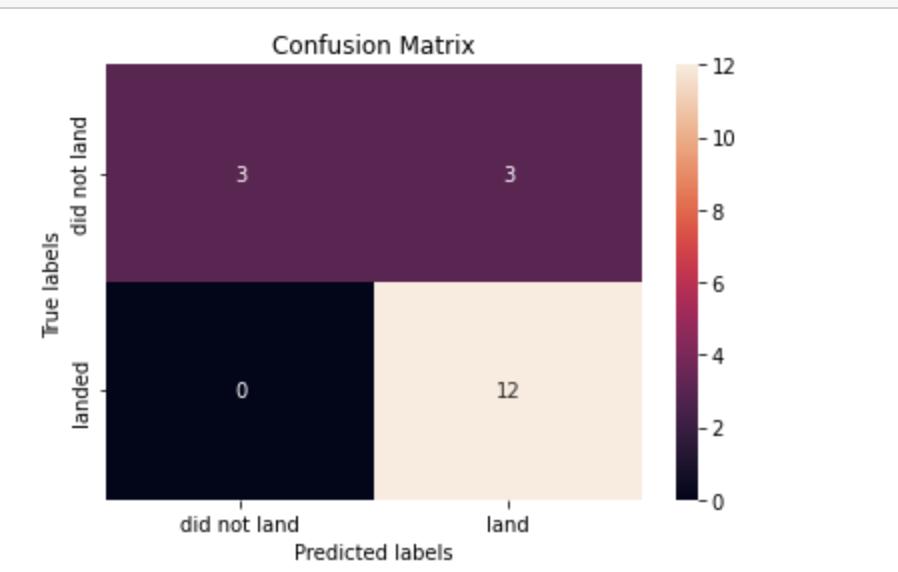 Confusion Matrix
did not land
landed
True labels
3
3
0
12
did not land
land
Predicted labels
12
10
8
6
4
2
0